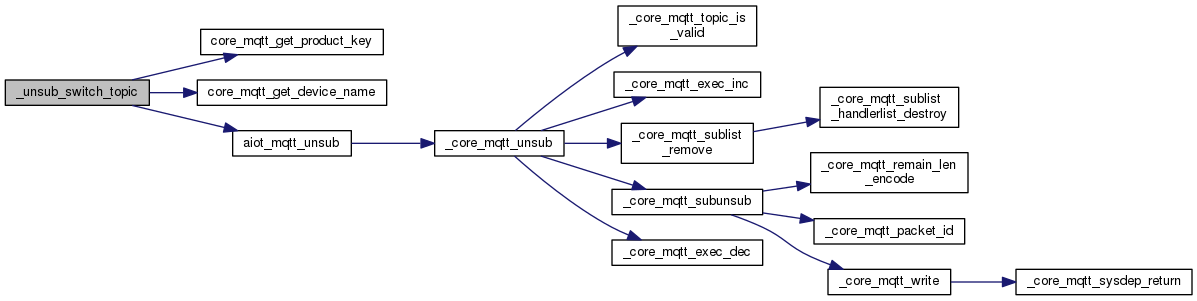 _unsub_switch_topic
core_mqtt_get_product_key
core_mqtt_get_device_name
aiot_mqtt_unsub
_core_mqtt_unsub
_core_mqtt_topic_is
_valid
_core_mqtt_exec_inc
_core_mqtt_sublist
_remove
_core_mqtt_subunsub
_core_mqtt_exec_dec
_core_mqtt_sublist
_handlerlist_destroy
_core_mqtt_remain_len
_encode
_core_mqtt_packet_id
_core_mqtt_write
_core_mqtt_sysdep_return